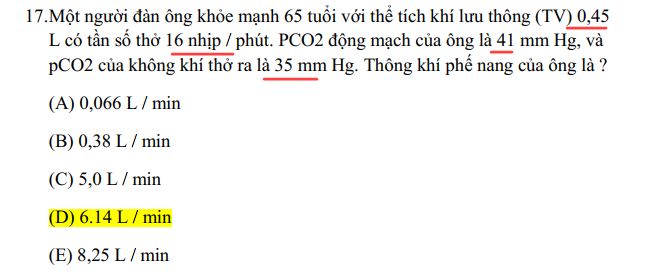 17.Một người đàn ông khỏe mạnh 65 tuổi với thể tích khí lưu thông (TV) 0,45
L có tần số thở 16 nhịp / phút. PCO2 động mạch của ông là 41 mm Hg, và
pCO2 của không khí thở ra là 35 mm Hg. Thông khí phế nang của ông là ?
(A) 0,066 L / min
(B) 0,38 L / min
(C) 5,0 L / min
(D) 6.14 L / min
(E) 8,25 L / min